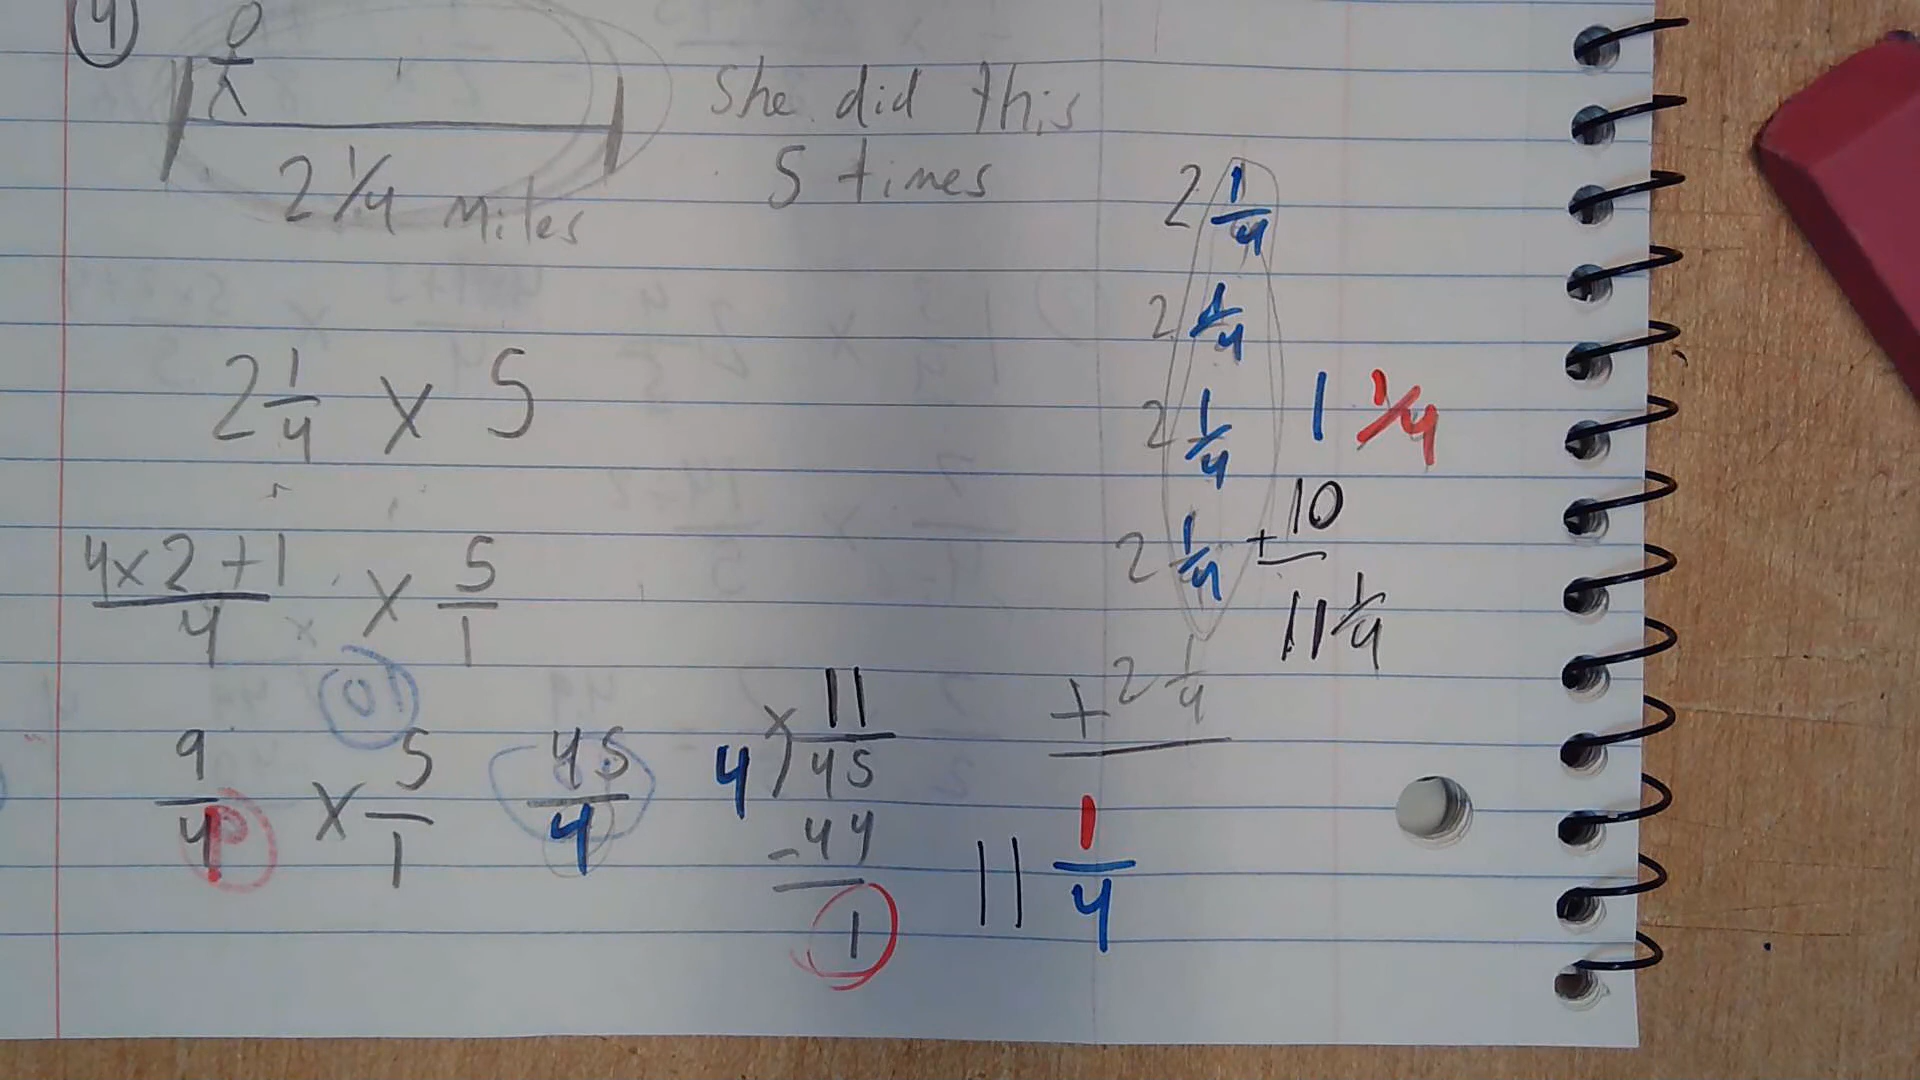 4
She did this
5 times
2 1/4 miles
2 1/4
2 1/4
2 1/4
2 1/4
+ 2 1/4
1 1/4
+ 10
11 1/4
2 1/4 x 5
4x2+1/4 x 5/1
9/4 x 5/1
45/4
11
4)45
-44
1
11 1/4